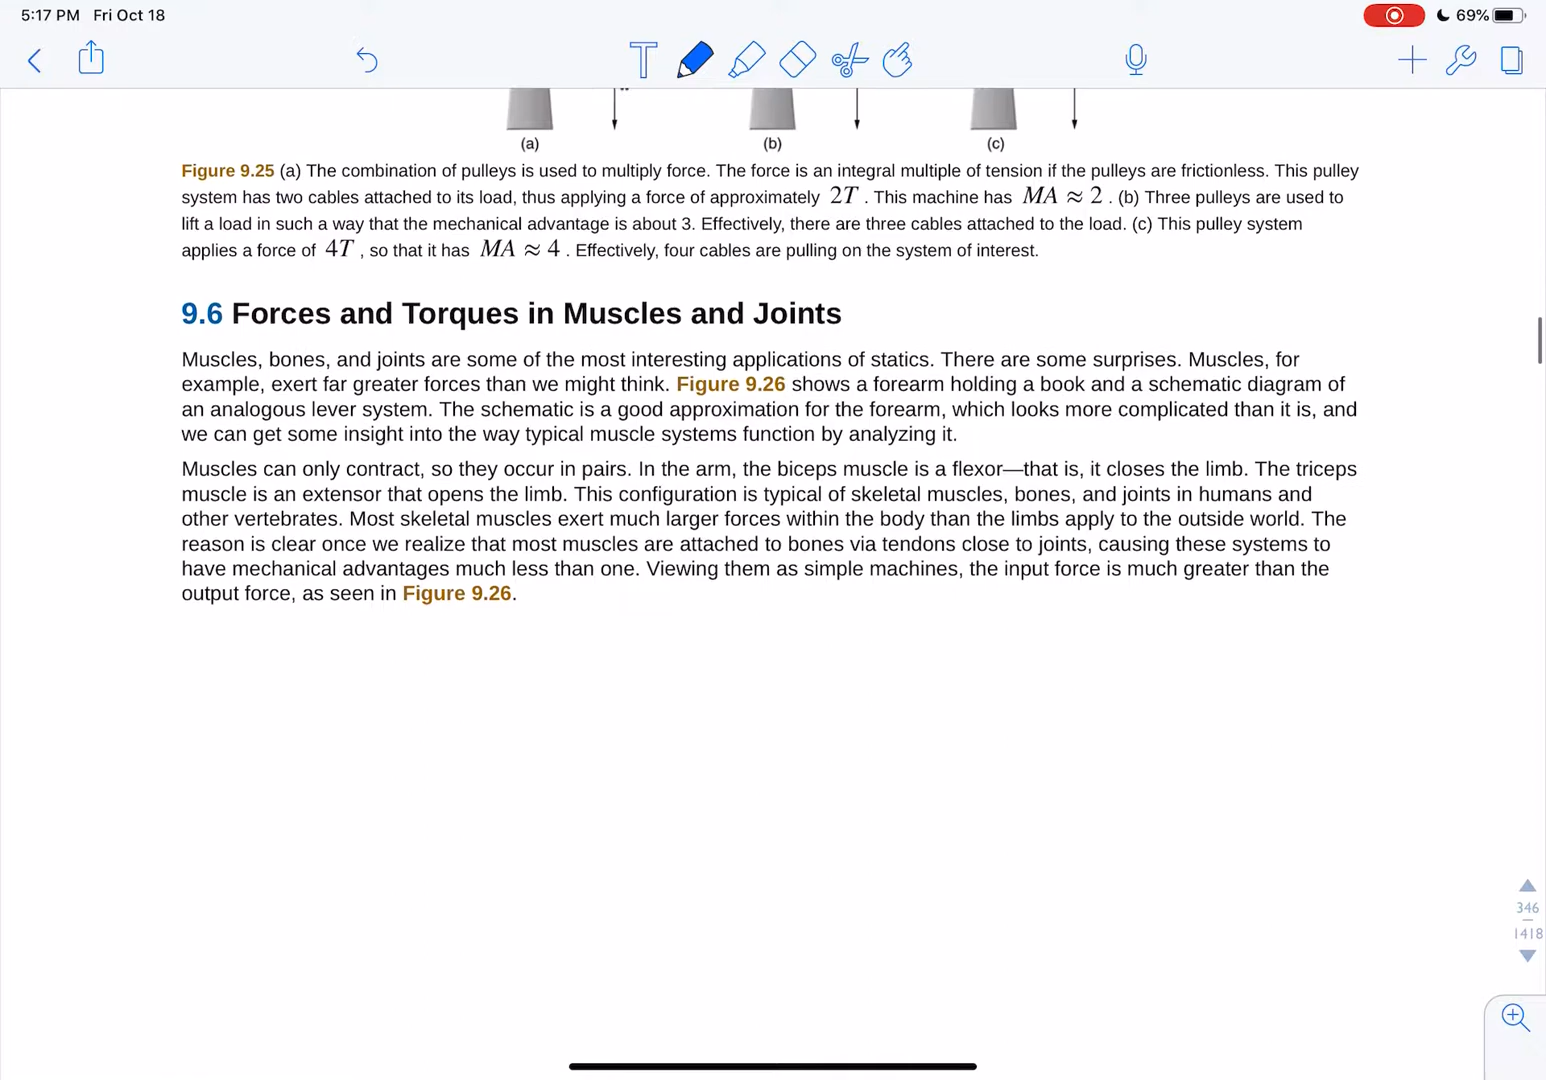 5:17 PM Fri Oct 18
69%
T
(a) (b) (c)
Figure 9.25 (a) The combination of pulleys is used to multiply force. The force is an integral multiple of tension if the pulleys are frictionless. This pulley
system has two cables attached to its load, thus applying a force of approximately 2T . This machine has MA ≈ 2 . (b) Three pulleys are used to
lift a load in such a way that the mechanical advantage is about 3. Effectively, there are three cables attached to the load. (c) This pulley system
applies a force of 4T , so that it has MA ≈ 4 . Effectively, four cables are pulling on the system of interest.
9.6 Forces and Torques in Muscles and Joints
Muscles, bones, and joints are some of the most interesting applications of statics. There are some surprises. Muscles, for
example, exert far greater forces than we might think. Figure 9.26 shows a forearm holding a book and a schematic diagram of
an analogous lever system. The schematic is a good approximation for the forearm, which looks more complicated than it is, and
we can get some insight into the way typical muscle systems function by analyzing it.
Muscles can only contract, so they occur in pairs. In the arm, the biceps muscle is a flexor—that is, it closes the limb. The triceps
muscle is an extensor that opens the limb. This configuration is typical of skeletal muscles, bones, and joints in humans and
other vertebrates. Most skeletal muscles exert much larger forces within the body than the limbs apply to the outside world. The
reason is clear once we realize that most muscles are attached to bones via tendons close to joints, causing these systems to
have mechanical advantages much less than one. Viewing them as simple machines, the input force is much greater than the
output force, as seen in Figure 9.26.
346
1418